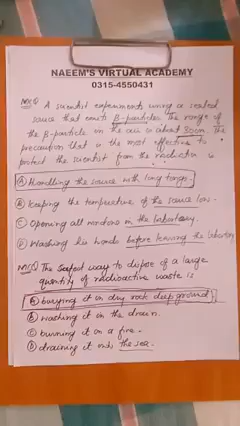 NAEEM'S VIRTUAL ACADEMY
0315-4550431
MCQ A scientist experiments using a sealed
source that emits β-particles. The range of
the β-particle in the air is about 30cm. The
precaution that is the most effective to
protect the scientist from the radiation is
A Handling the source with long tongs.
B Keeping the temperature of the source low.
C Opening all windows in the laboratory.
D Washing his hands before leaving the laboratory
MCQ The Safest way to dispose of a large
quantity of radioactive waste is
A burying it in dry rock deep ground
B washing it in the drain.
C burning it on a fire.
D draining it into the sea.